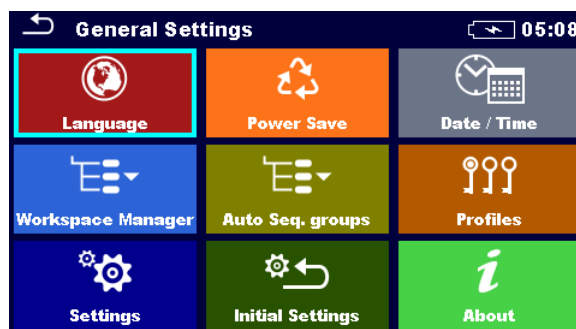 General Settings 05:08
Language Power Save Date / Time
Workspace Manager Auto Seq. groups Profiles
Settings Initial Settings About